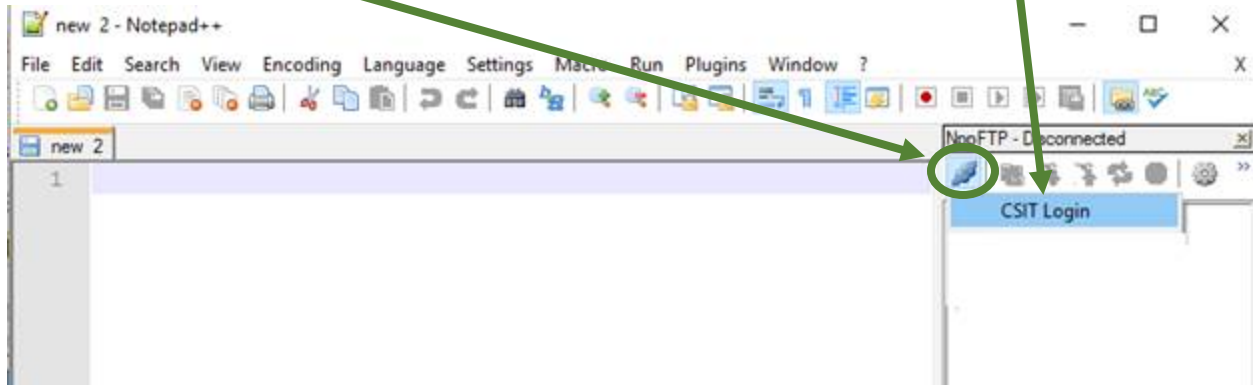 new 2 - Notepad++
File Edit Search View Encoding Language Settings Macro Run Plugins Window ? X
new 2
NppFTP - Disconnected
1
CSIT Login